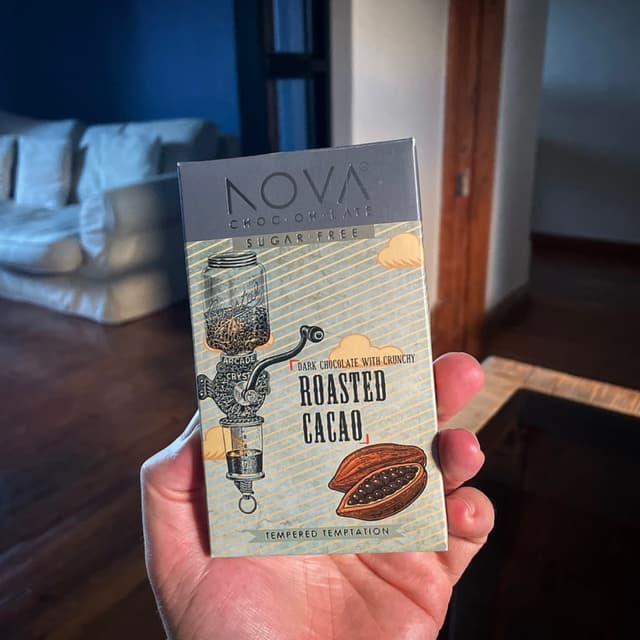 NOVA
CHOC·OH·LATE
SUGAR FREE
ARCADE
DARK CHOCOLATE WITH CRUNCHY
ROASTED
CACAO
TEMPERED TEMPTATION